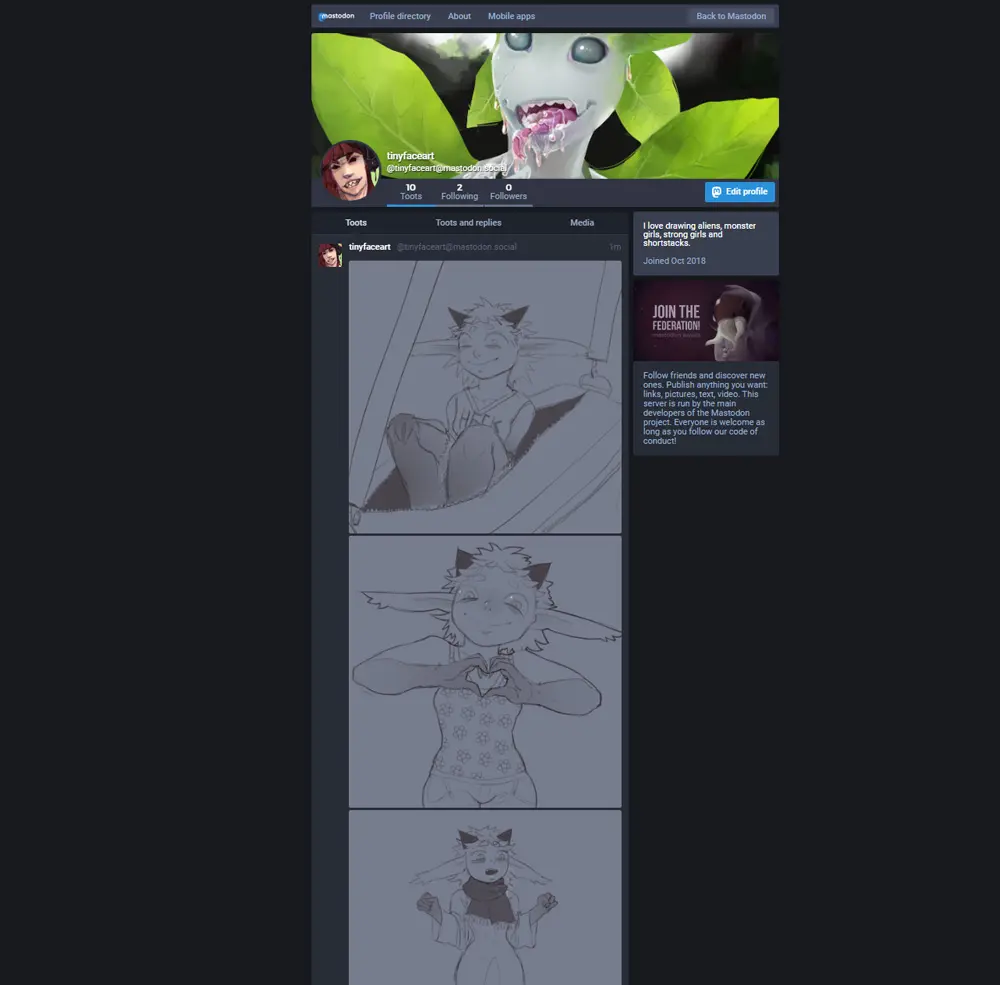 mastodon Profile directory About Mobile apps Back to Mastodon
tinyfaceart
@tinyfaceart@mastodon.social
10 2 0
Toots Following Followers
Edit profile
Toots Toots and replies Media
tinyfaceart @tinyfaceart@mastodon.social 1m
I love drawing aliens, monster
girls, strong girls and
shortstacks.
Joined Oct 2018
JOIN THE
FEDERATION!
Follow friends and discover new
ones. Publish anything you want:
links, pictures, text, video. This
server is run by the main
developers of the Mastodon
project. Everyone is welcome as
long as you follow our code of
conduct!